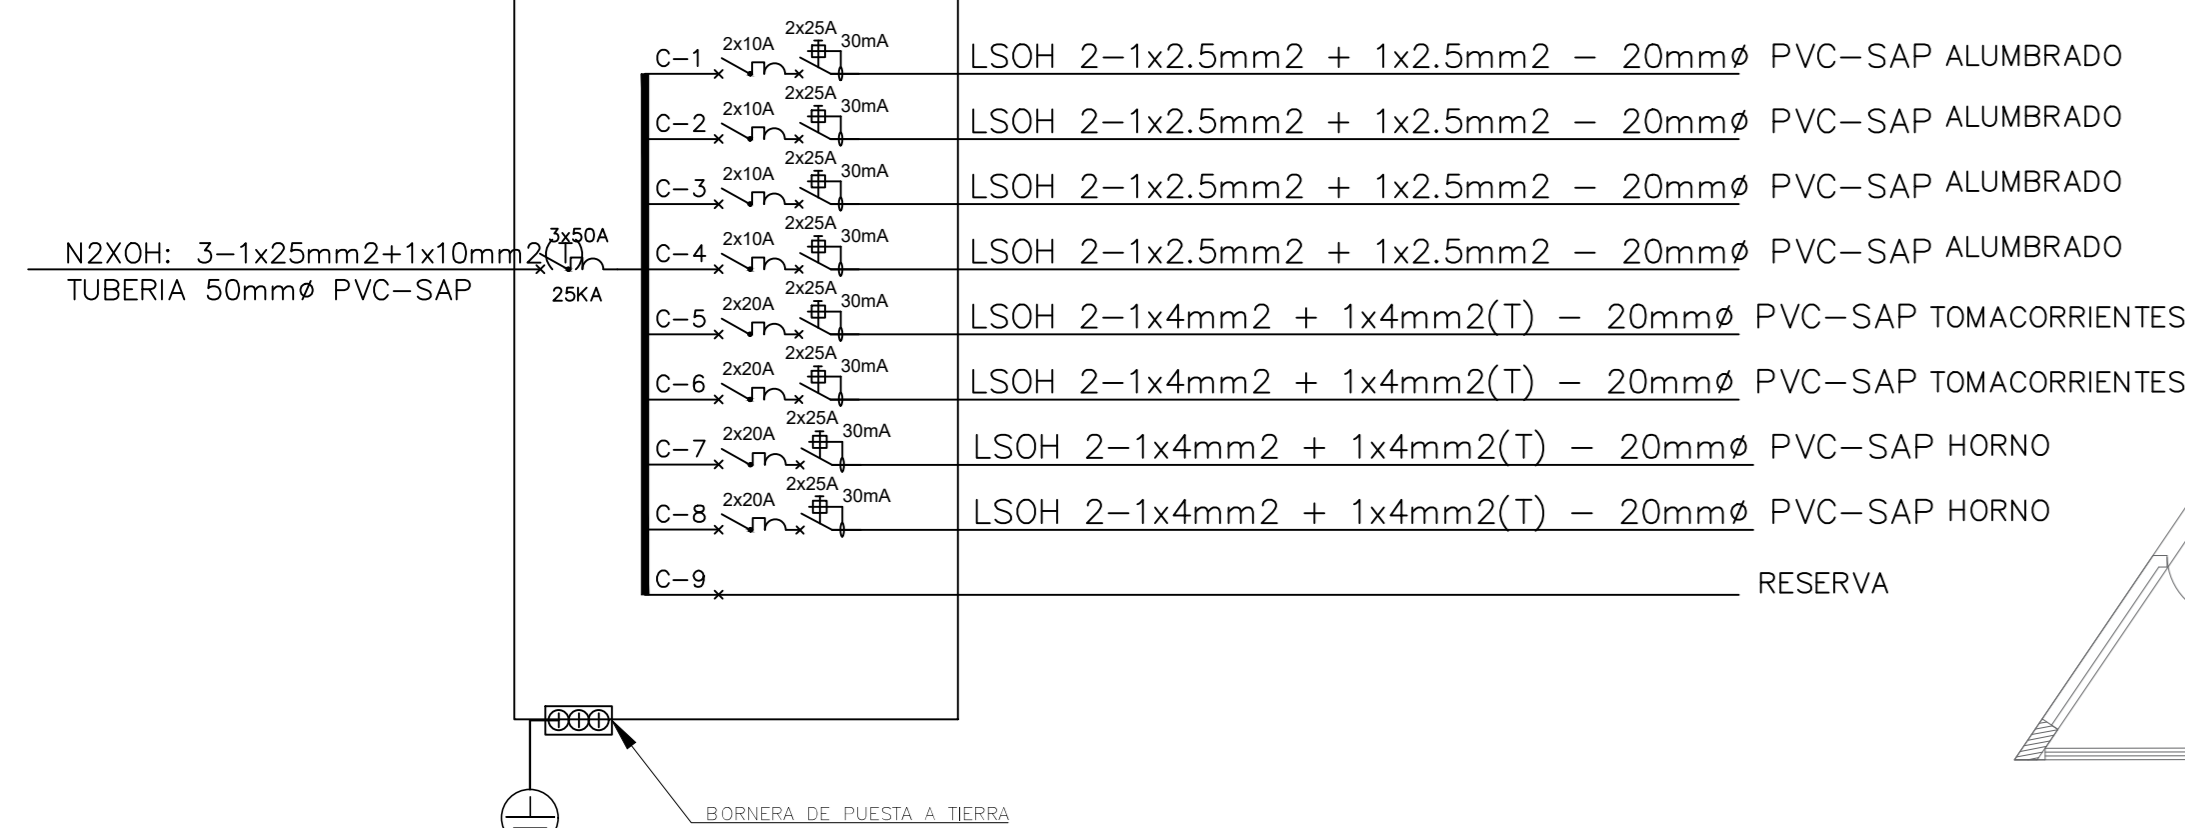 C-1 2x10A 2x25A 30mA LSOH 2-1x2.5mm2 + 1x2.5mm2 - 20mmø PVC-SAP ALUMBRADO
C-2 2x10A 2x25A 30mA LSOH 2-1x2.5mm2 + 1x2.5mm2 - 20mmø PVC-SAP ALUMBRADO
C-3 2x10A 2x25A 30mA LSOH 2-1x2.5mm2 + 1x2.5mm2 - 20mmø PVC-SAP ALUMBRADO
N2XOH: 3-1x25mm2+1x10mm2(T) 3x50A
TUBERIA 50mmø PVC-SAP 25KA
C-4 2x10A 2x25A 30mA LSOH 2-1x2.5mm2 + 1x2.5mm2 - 20mmø PVC-SAP ALUMBRADO
C-5 2x20A 2x25A 30mA LSOH 2-1x4mm2 + 1x4mm2(T) - 20mmø PVC-SAP TOMACORRIENTES
C-6 2x20A 2x25A 30mA LSOH 2-1x4mm2 + 1x4mm2(T) - 20mmø PVC-SAP TOMACORRIENTES
C-7 2x20A 2x25A 30mA LSOH 2-1x4mm2 + 1x4mm2(T) - 20mmø PVC-SAP HORNO
C-8 2x20A 2x25A 30mA LSOH 2-1x4mm2 + 1x4mm2(T) - 20mmø PVC-SAP HORNO
C-9 RESERVA
BORNERA DE PUESTA A TIERRA